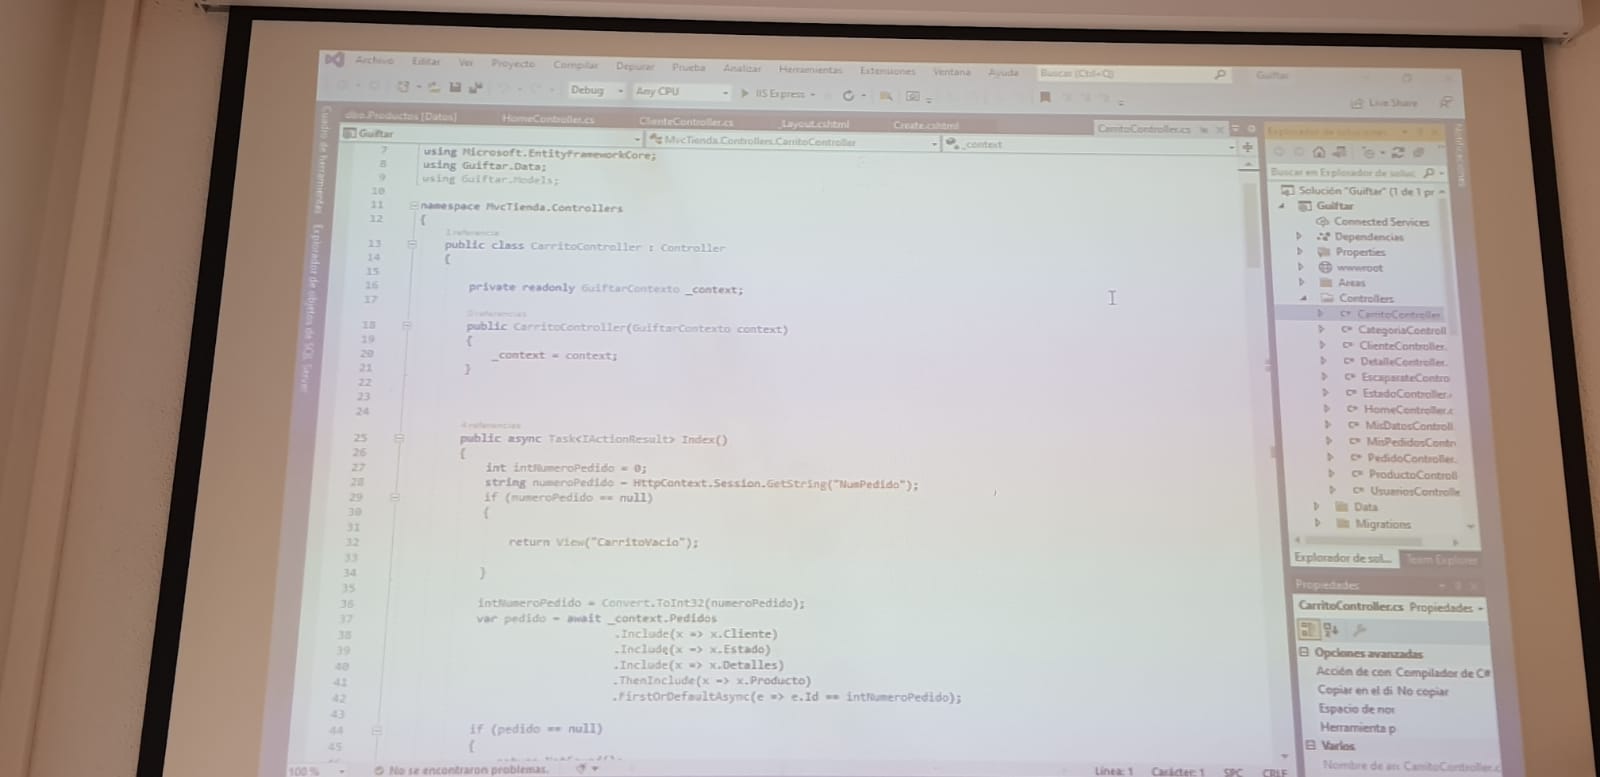 Archivo Editar Ver Proyecto Compilar Depurar Prueba Analizar Herramientas Extensiones Ventana Ayuda Buscar (Ctrl+Q) Guiftar
Debug Any CPU IIS Express Live Share
dbo.Productos [Datos] HomeController.cs ClienteController.cs _Layout.cshtml Create.cshtml CarritoController.cs
Guiftar MvcTienda.Controllers.CarritoController _context
Cuadro de herramientas Explorador de objetos de SQL Server
7 using Microsoft.EntityFrameworkCore;
8 using Guiftar.Data;
9 using Guiftar.Models;
10
11 namespace MvcTienda.Controllers
12 {
1 referencia
13 public class CarritoController : Controller
14 {
15
16 private readonly GuiftarContexto _context;
17
0 referencias
18 public CarritoController(GuiftarContexto context)
19 {
20 _context = context;
21 }
22
23
24
4 referencias
25 public async Task<IActionResult> Index()
26 {
27 int intNumeroPedido = 0;
28 string numeroPedido = HttpContext.Session.GetString("NumPedido");
29 if (numeroPedido == null)
30 {
31
32 return View("CarritoVacio");
33
34 }
35
36 intNumeroPedido = Convert.ToInt32(numeroPedido);
37 var pedido = await _context.Pedidos
38 .Include(x => x.Cliente)
39 .Include(x => x.Estado)
40 .Include(x => x.Detalles)
41 .ThenInclude(x => x.Producto)
42 .FirstOrDefaultAsync(e => e.Id == intNumeroPedido);
43
44 if (pedido == null)
45 {
100 % No se encontraron problemas. Línea: 1 Carácter: 1 SPC CRLF
Explorador de soluciones
Buscar en Explorador de soluc
Solución "Guiftar" (1 de 1 pr
Guiftar
Connected Services
Dependencias
Properties
wwwroot
Areas
Controllers
C# CarritoController
C# CategoriaControll
C# ClienteController.
C# DetalleController.
C# EscaparateContro
C# EstadoController.
C# HomeController.c
C# MisDatosControll
C# MisPedidosContr
C# PedidoController.
C# ProductoControll
C# UsuariosControlle
Data
Migrations
Explorador de sol... Team Explorer
Propiedades
CarritoController.cs Propiedades
Opciones avanzadas
Acción de con Compilador de C#
Copiar en el di No copiar
Espacio de nor
Herramienta p
Varios
Nombre de arc CarritoController.c
Notificaciones